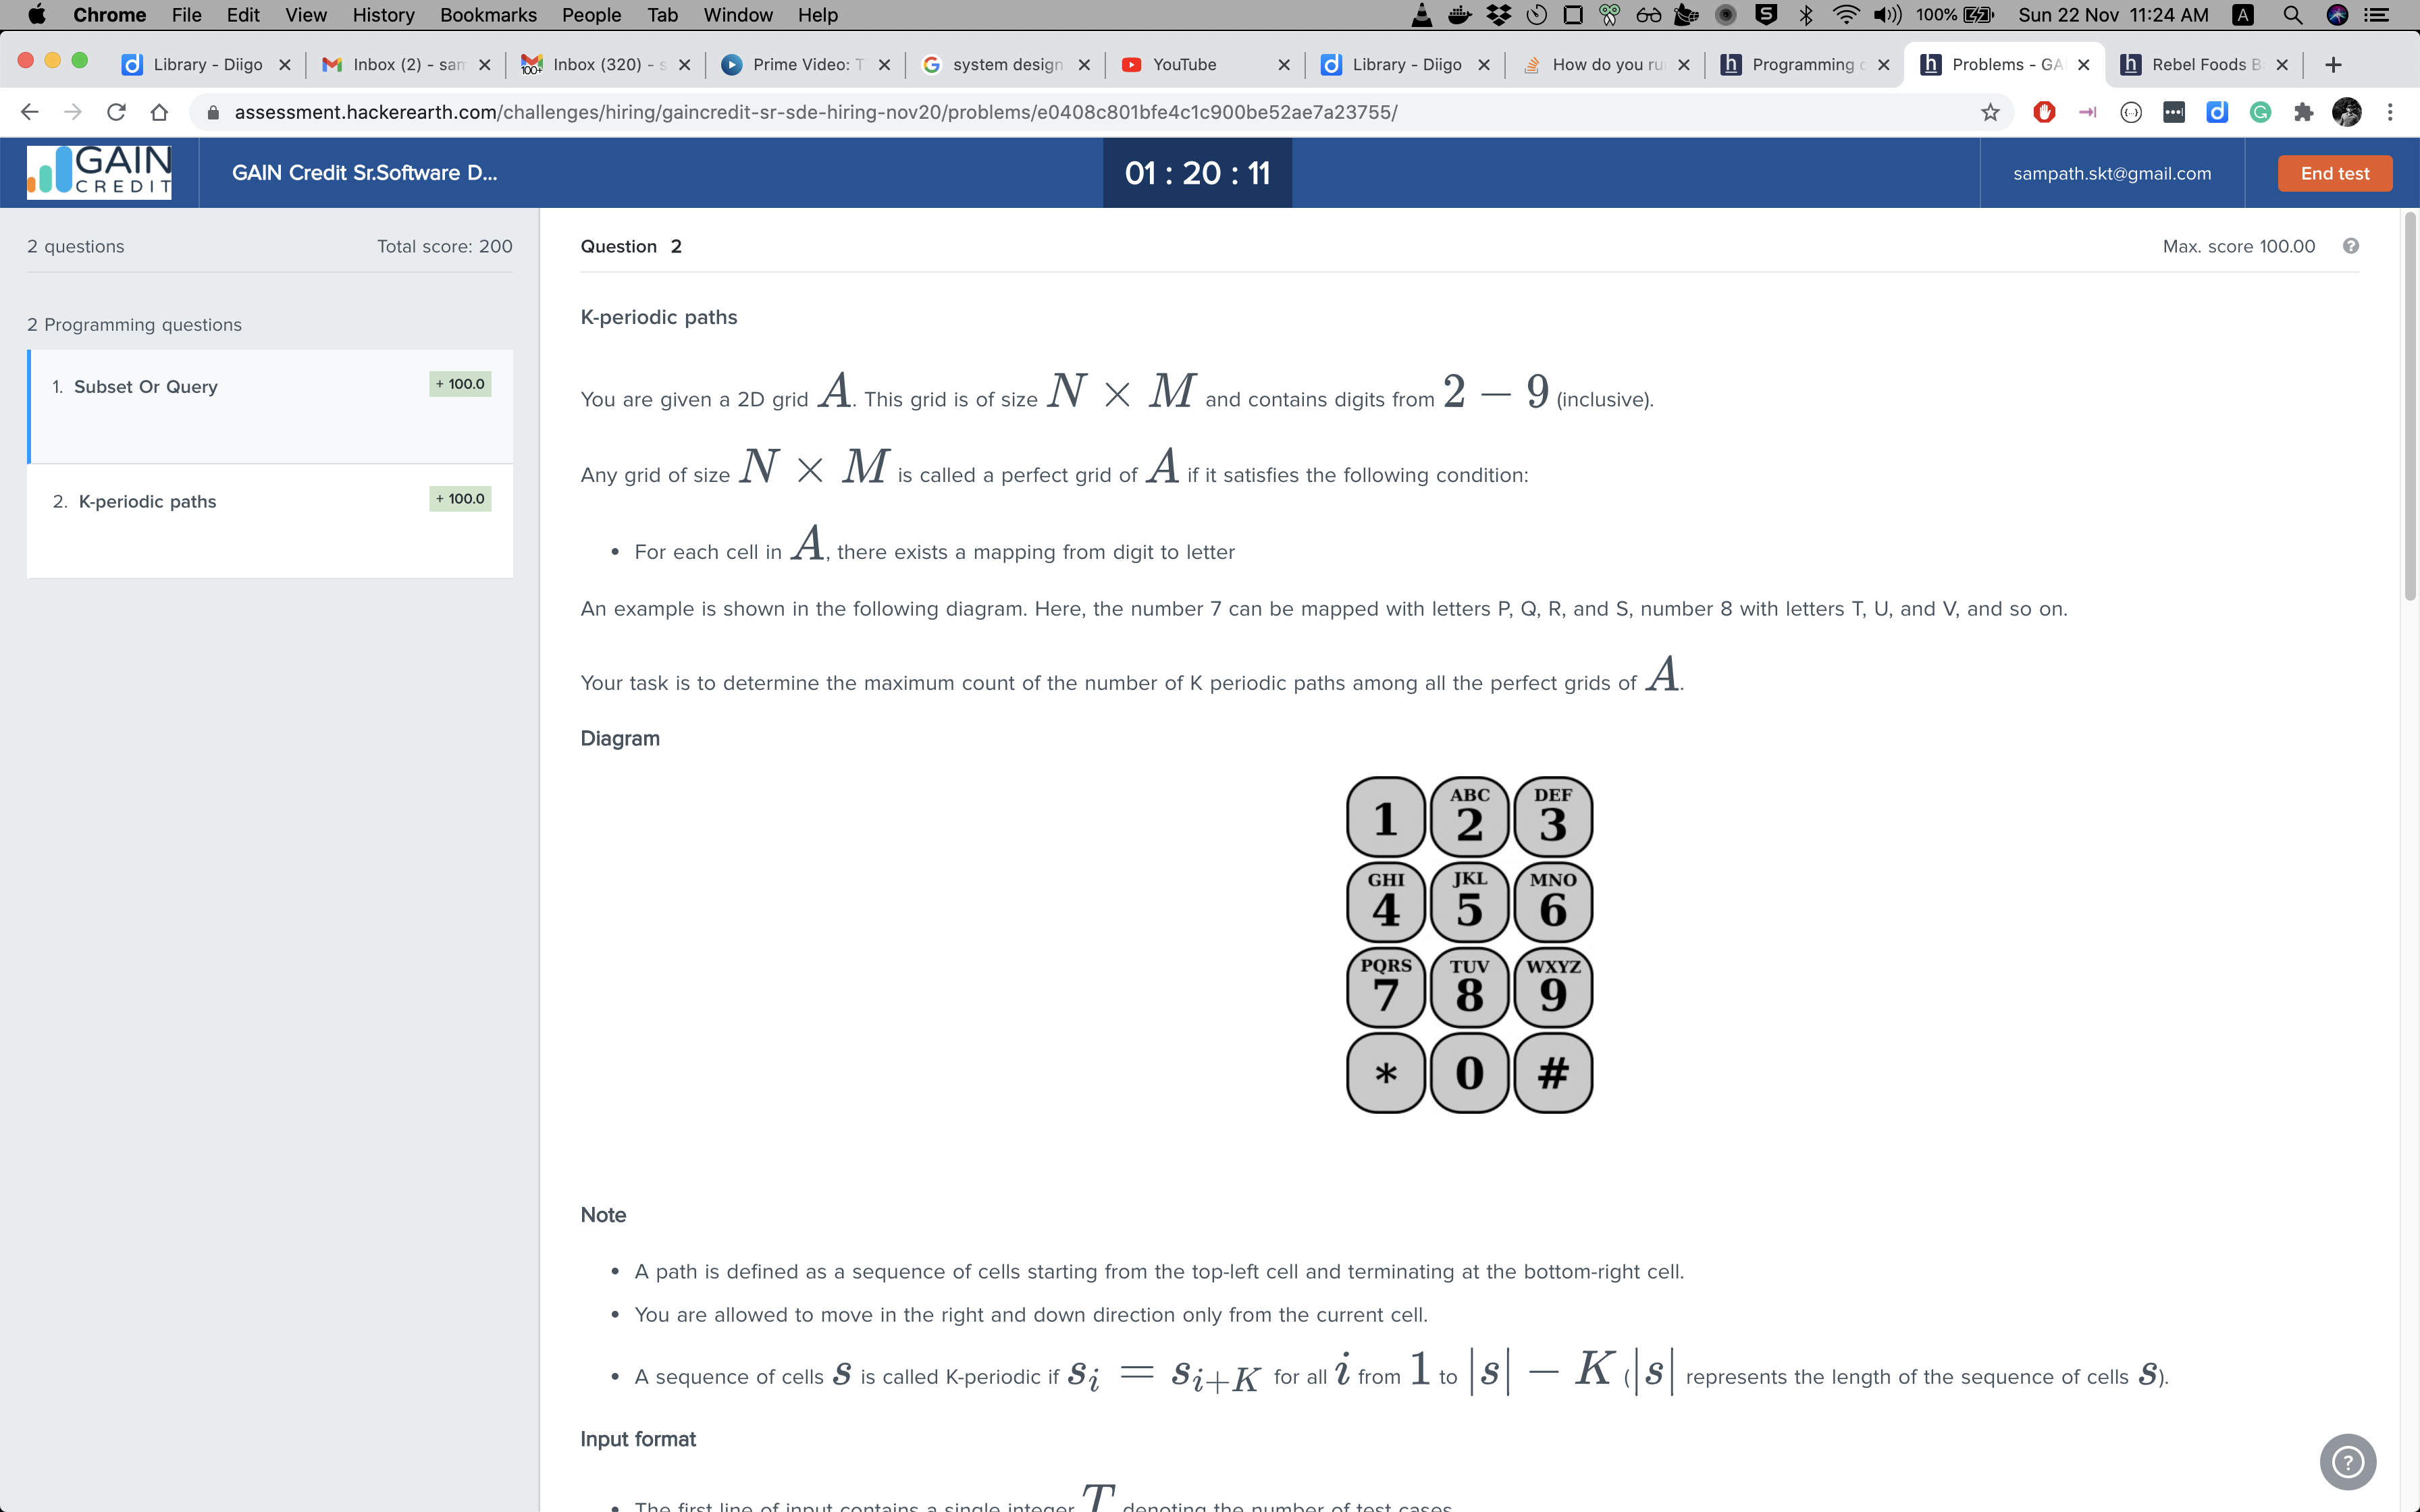 Chrome File Edit View History Bookmarks People Tab Window Help 100% Sun 22 Nov 11:24 AM A
Library - Diigo Inbox (2) - sam Inbox (320) - s Prime Video: T system design YouTube Library - Diigo How do you ru Programming c Problems - GA Rebel Foods B
assessment.hackerearth.com/challenges/hiring/gaincredit-sr-sde-hiring-nov20/problems/e0408c801bfe4c1c900be52ae7a23755/
GAIN CREDIT GAIN Credit Sr.Software D... 01 : 20 : 11 sampath.skt@gmail.com End test
2 questions Total score: 200
Question 2 Max. score 100.00 ?
2 Programming questions
1. Subset Or Query + 100.0
2. K-periodic paths + 100.0
K-periodic paths
You are given a 2D grid A. This grid is of size N × M and contains digits from 2 − 9 (inclusive).
Any grid of size N × M is called a perfect grid of A if it satisfies the following condition:
• For each cell in A, there exists a mapping from digit to letter
An example is shown in the following diagram. Here, the number 7 can be mapped with letters P, Q, R, and S, number 8 with letters T, U, and V, and so on.
Your task is to determine the maximum count of the number of K periodic paths among all the perfect grids of A.
Diagram
1 ABC 2 DEF 3
GHI 4 JKL 5 MNO 6
PQRS 7 TUV 8 WXYZ 9
* 0 #
Note
• A path is defined as a sequence of cells starting from the top-left cell and terminating at the bottom-right cell.
• You are allowed to move in the right and down direction only from the current cell.
• A sequence of cells s is called K-periodic if s_i = s_{i+K} for all i from 1 to |s| − K (|s| represents the length of the sequence of cells s).
Input format
• The first line of input contains a single integer T denoting the number of test cases